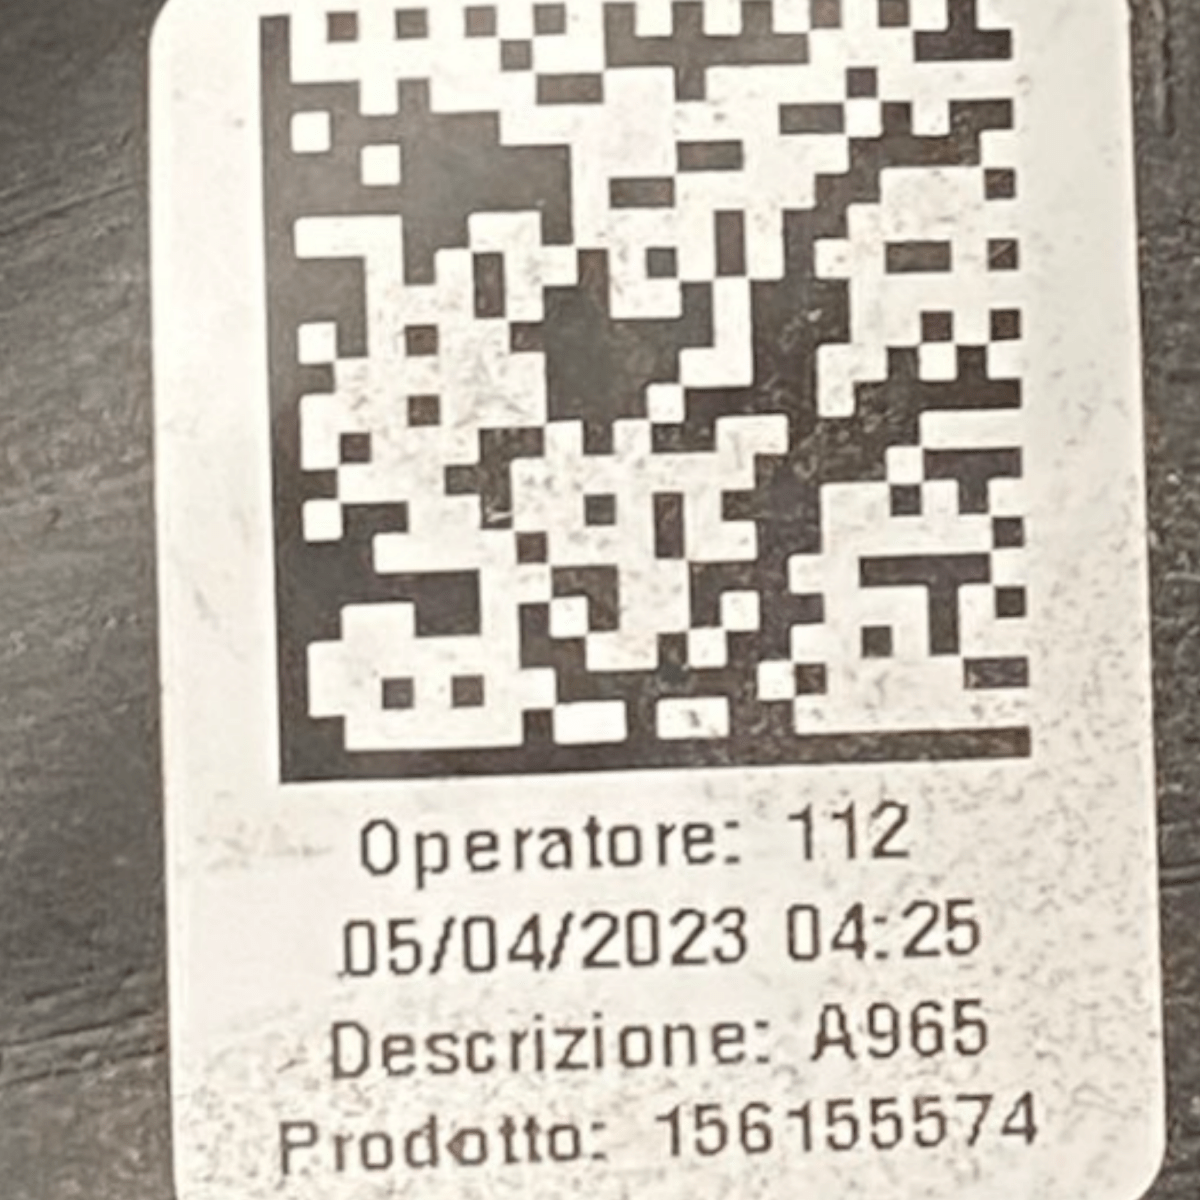 Operatore: 112
05/04/2023 04:25
Descrizione: A965
Prodotto: 156155574